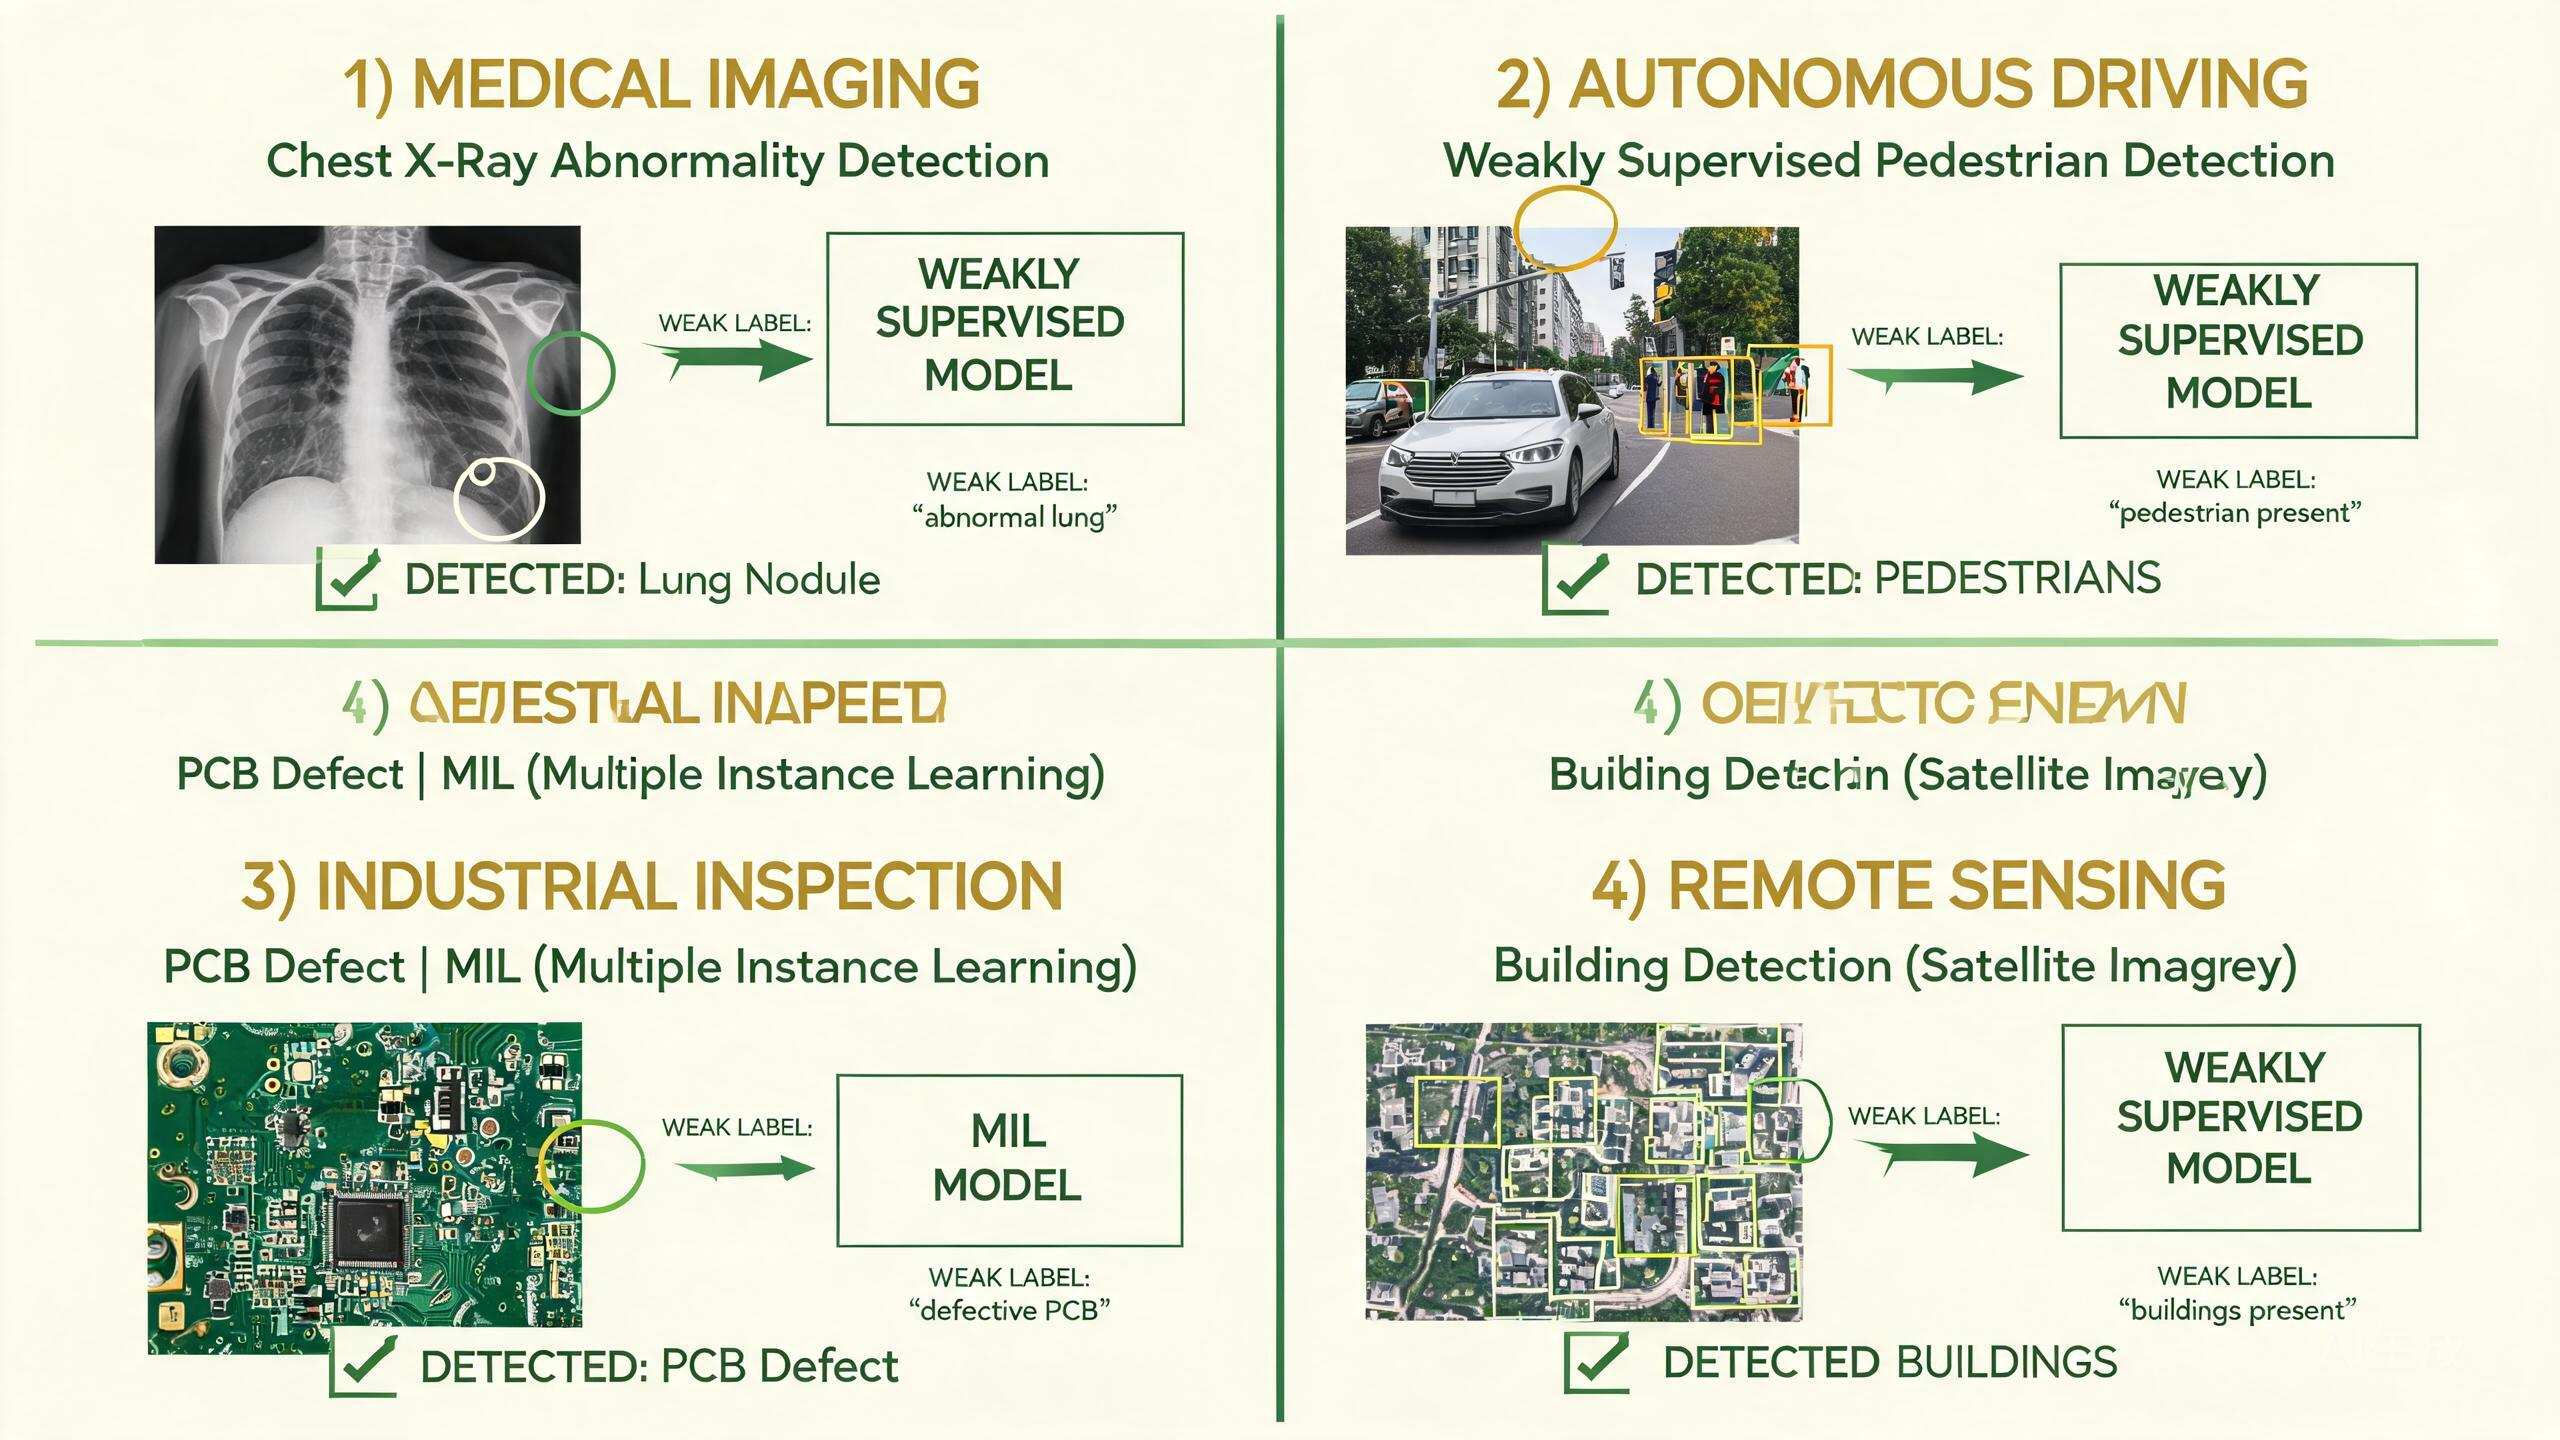 1) MEDICAL IMAGING
Chest X-Ray Abnormality Detection
WEAK LABEL:
WEAKLY
SUPERVISED
MODEL
WEAK LABEL:
“abnormal lung”
DETECTED: Lung Nodule
2) AUTONOMOUS DRIVING
Weakly Supervised Pedestrian Detection
WEAK LABEL:
WEAKLY
SUPERVISED
MODEL
WEAK LABEL:
“pedestrian present”
DETECTED: PEDESTRIANS
4)
PCB Defect | MIL (Multiple Instance Learning)
3) INDUSTRIAL INSPECTION
PCB Defect | MIL (Multiple Instance Learning)
WEAK LABEL:
MIL
MODEL
WEAK LABEL:
“defective PCB”
DETECTED: PCB Defect
4)
Building (Satellite
4) REMOTE SENSING
Building Detection (Satellite Imagrey)
WEAK LABEL:
WEAKLY
SUPERVISED
MODEL
WEAK LABEL:
“buildings present”
DETECTED BUILDINGS